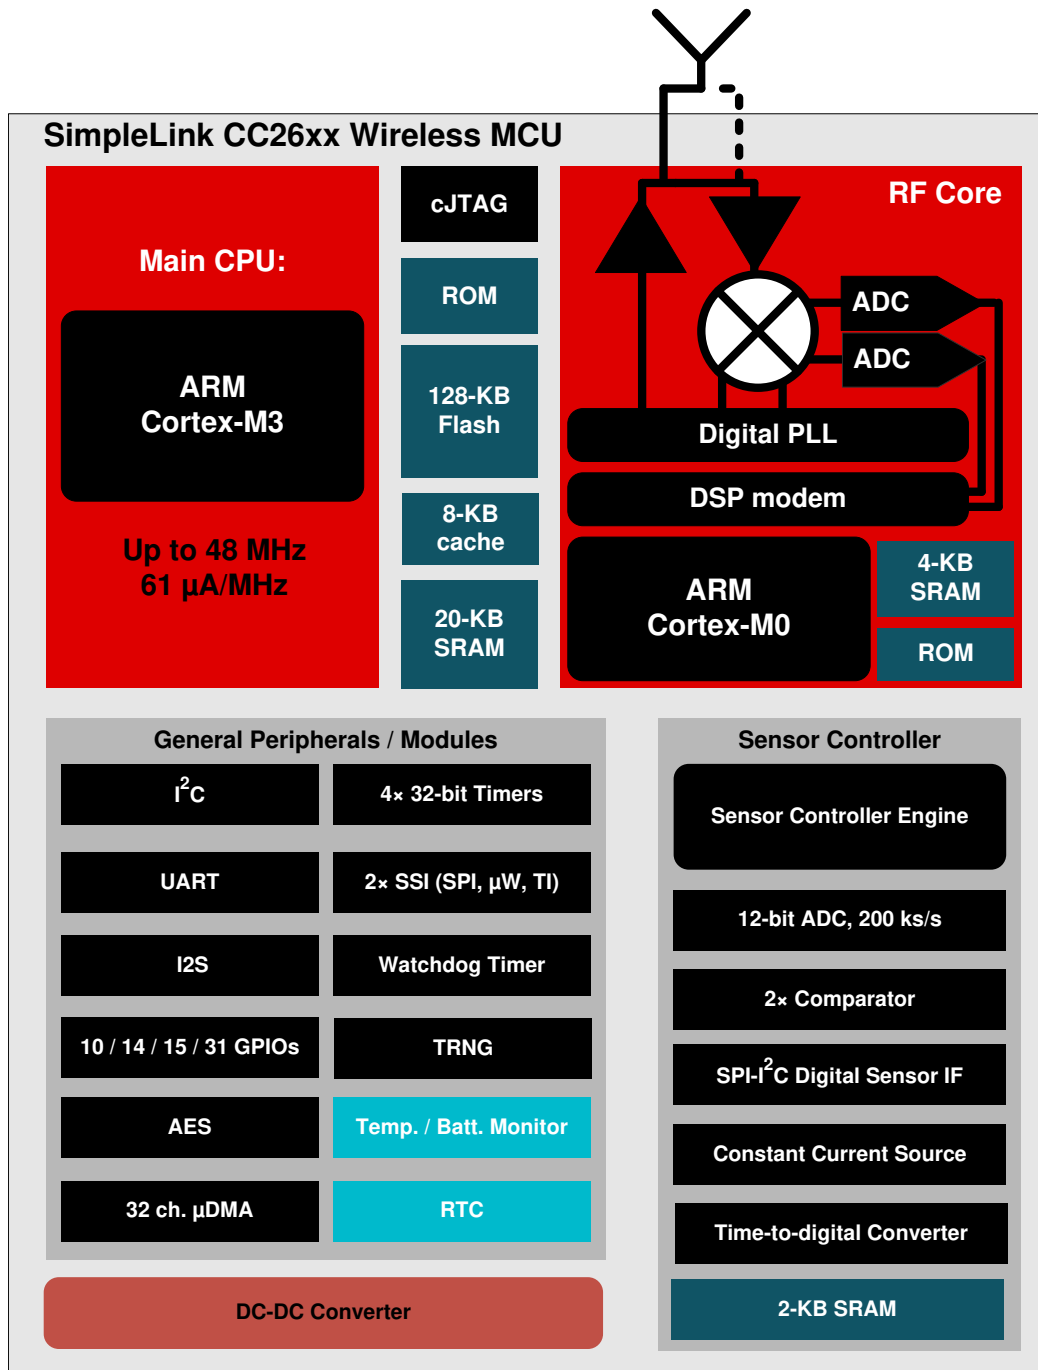 SimpleLink CC26xx Wireless MCU
Main CPU:
ARM
Cortex-M3
Up to 48 MHz
61 µA/MHz
cJTAG
ROM
128-KB
Flash
8-KB
cache
20-KB
SRAM
RF Core
ADC
ADC
Digital PLL
DSP modem
ARM
Cortex-M0
4-KB
SRAM
ROM
General Peripherals / Modules
I²C
4× 32-bit Timers
UART
2× SSI (SPI, µW, TI)
I2S
Watchdog Timer
10 / 14 / 15 / 31 GPIOs
TRNG
AES
Temp. / Batt. Monitor
32 ch. µDMA
RTC
DC-DC Converter
Sensor Controller
Sensor Controller Engine
12-bit ADC, 200 ks/s
2× Comparator
SPI-I²C Digital Sensor IF
Constant Current Source
Time-to-digital Converter
2-KB SRAM